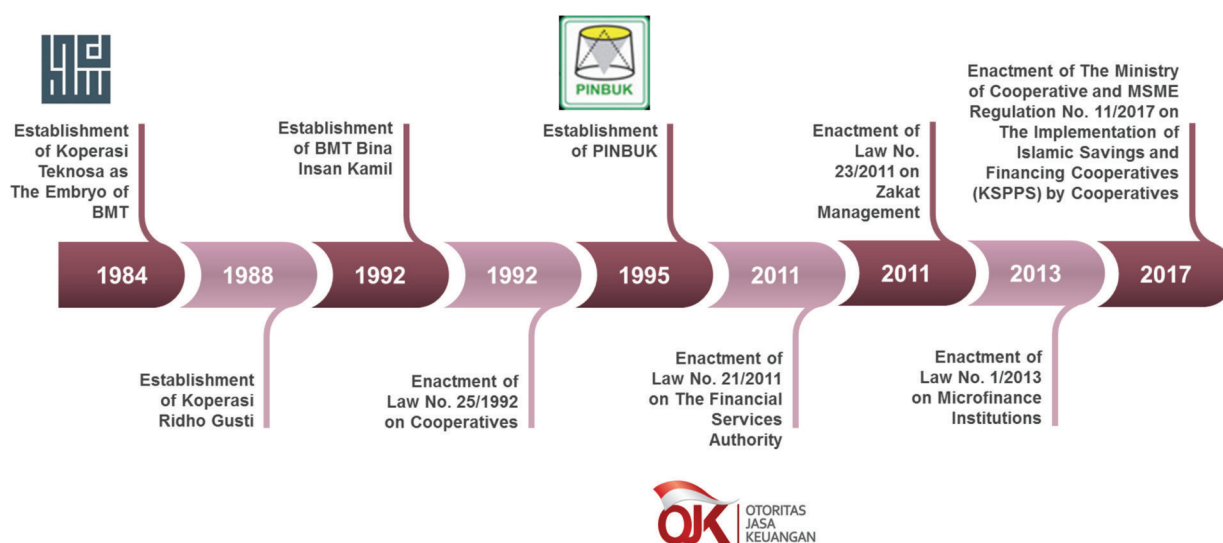 PINBUK
Establishment
of Koperasi
Teknosa as
The Embryo of
BMT
Establishment
of BMT Bina
Insan Kamil
Establishment
of PINBUK
Enactment of
Law No.
23/2011 on
Zakat
Management
Enactment of The Ministry
of Cooperative and MSME
Regulation No. 11/2017 on
The Implementation of
Islamic Savings and
Financing Cooperatives
(KSPPS) by Cooperatives
1984
1988
1992
1992
1995
2011
2011
2013
2017
Establishment
of Koperasi
Ridho Gusti
Enactment of
Law No. 25/1992
on Cooperatives
Enactment of
Law No. 21/2011
on The Financial
Services
Authority
Enactment of
Law No. 1/2013
on Microfinance
Institutions
OJK
OTORITAS
JASA
KEUANGAN